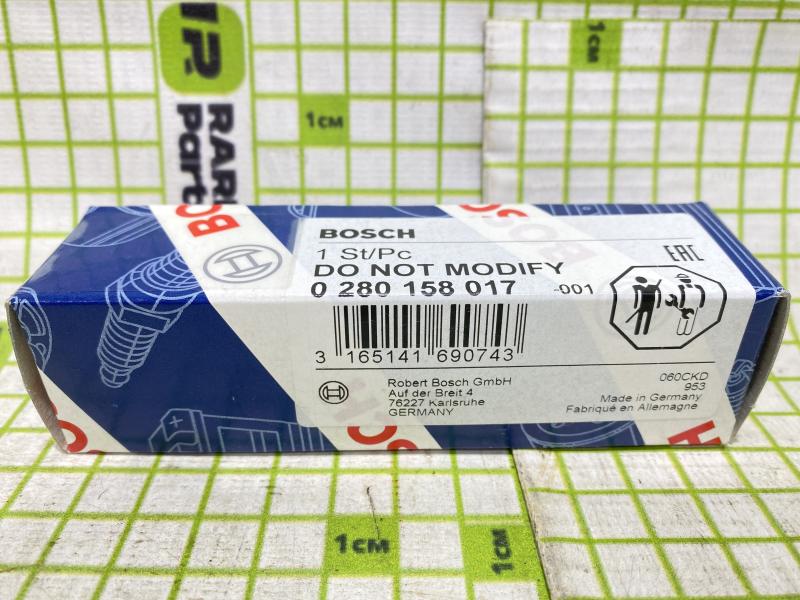 1см
1см
BOSCH
1 St/Pc
DO NOT MODIFY
0 280 158 017 -001
EAC
3 165141 690743
Robert Bosch GmbH
Auf der Breit 4
76227 Karlsruhe
GERMANY
060CKD
953
Made in Germany
Fabriqué en Allemagne
1см
1см